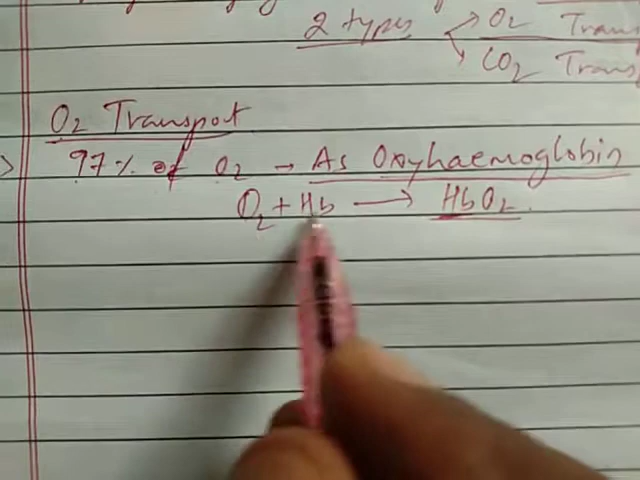 2 types → O2 Trans
→ CO2 Trans
O2 Transport
97% of O2 → As Oxyhaemoglobin
O2 + Hb → HbO2.